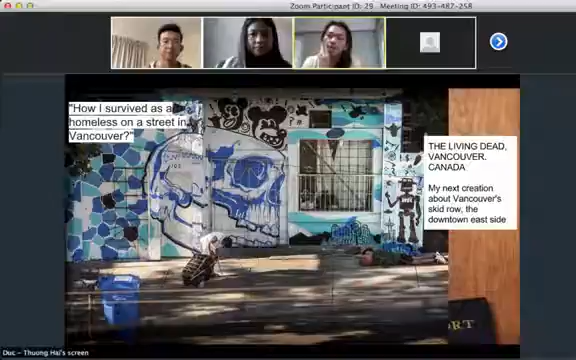 Zoom Participant ID: 29 Meeting ID: 493-487-258
"How I survived as a
homeless on a street in
Vancouver?"
THE LIVING DEAD,
VANCOUVER.
CANADA
My next creation
about Vancouver's
skid row, the
downtown east side
Duc – Thuong Hai's screen